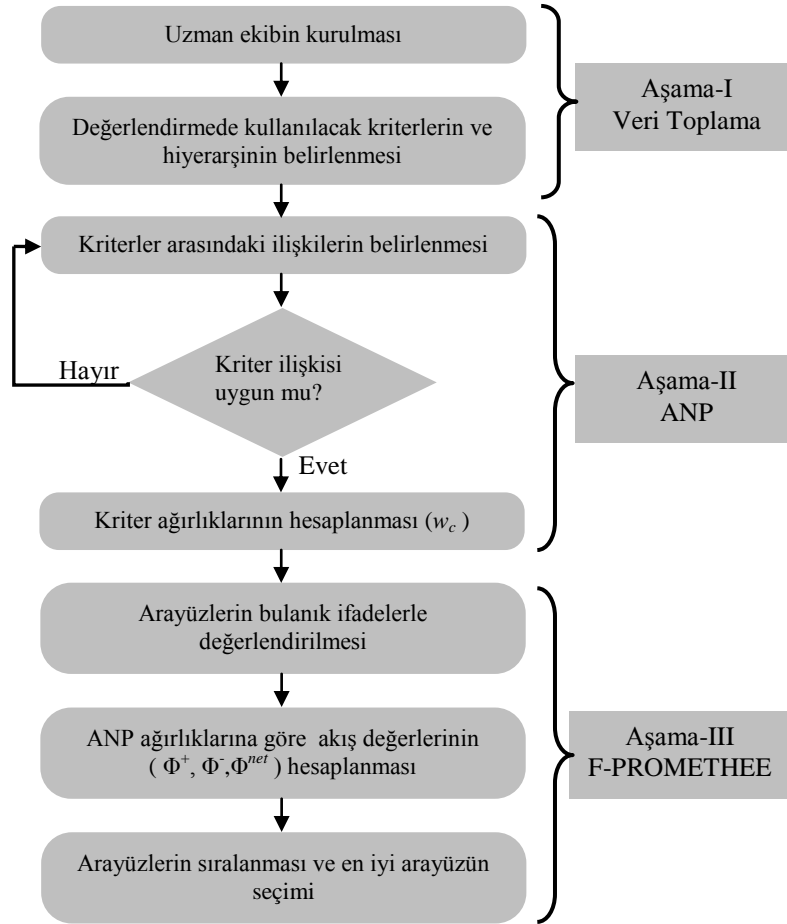 Uzman ekibin kurulması
Değerlendirmede kullanılacak kriterlerin ve
hiyerarşinin belirlenmesi
Aşama-I
Veri Toplama
Kriterler arasındaki ilişkilerin belirlenmesi
Kriter ilişkisi
uygun mu?
Hayır
Evet
Kriter ağırlıklarının hesaplanması (w_c )
Aşama-II
ANP
Arayüzlerin bulanık ifadelerle
değerlendirilmesi
ANP ağırlıklarına göre akış değerlerinin
( Φ⁺, Φ⁻,Φⁿᵉᵗ ) hesaplanması
Arayüzlerin sıralanması ve en iyi arayüzün
seçimi
Aşama-III
F-PROMETHEE